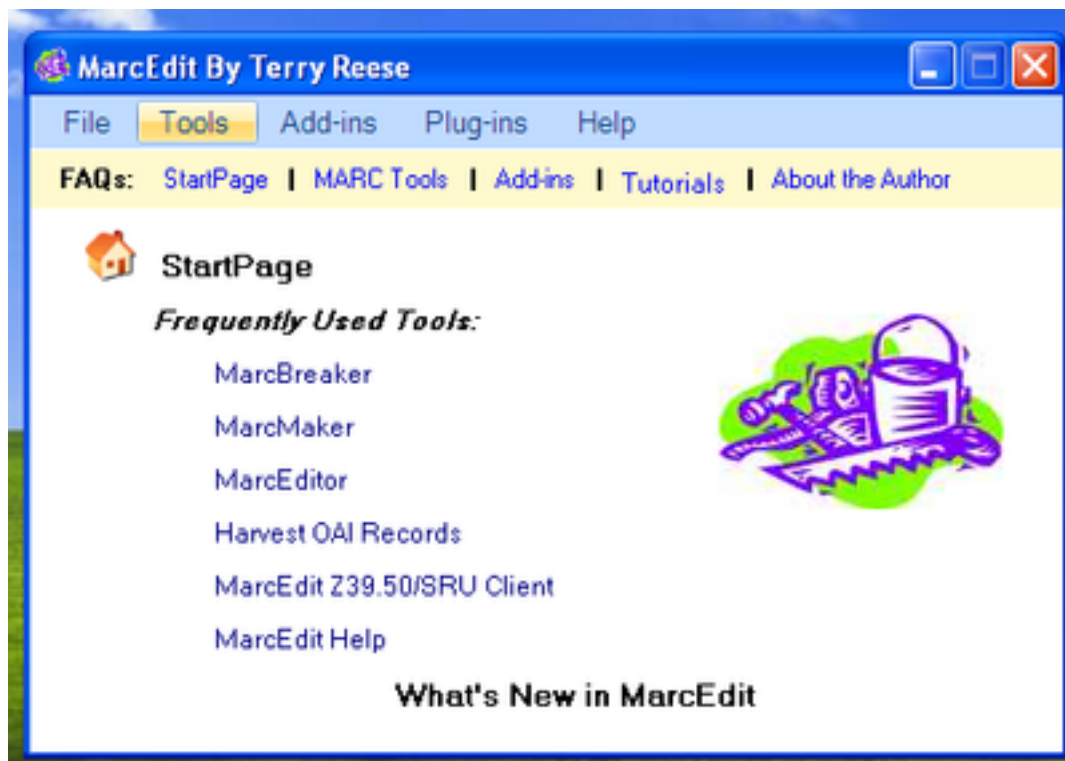 MarcEdit By Terry Reese
File Tools Add-ins Plug-ins Help
FAQs: StartPage | MARC Tools | Add-ins | Tutorials | About the Author
StartPage
Frequently Used Tools:
MarcBreaker
MarcMaker
MarcEditor
Harvest OAI Records
MarcEdit Z39.50/SRU Client
MarcEdit Help
What's New in MarcEdit